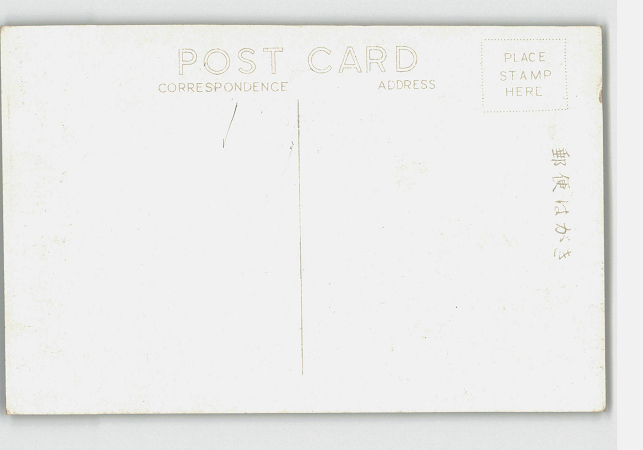 POST CARD
CORRESPONDENCE
ADDRESS
PLACE
STAMP
HERE
郵便はがき